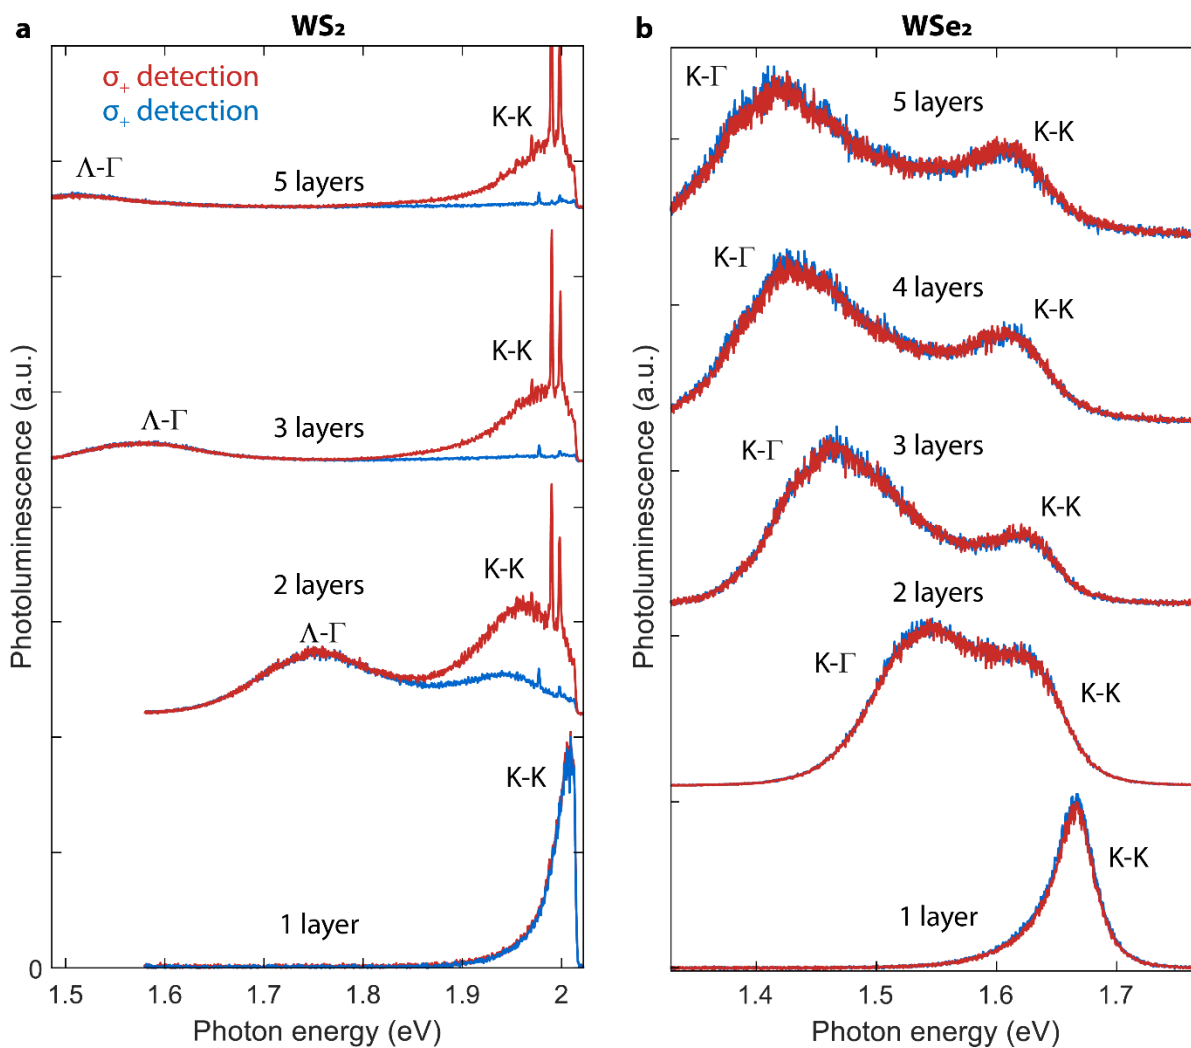 a
WS₂
σ₊ detection
σ₊ detection
K-K
Λ-Γ
5 layers
K-K
Λ-Γ
3 layers
K-K
2 layers
Λ-Γ
K-K
1 layer
0
1.5 1.6 1.7 1.8 1.9 2
Photon energy (eV)
Photoluminescence (a.u.)
b
WSe₂
K-Γ
5 layers
K-K
K-Γ
4 layers
K-K
K-Γ
3 layers
K-K
2 layers
K-Γ
K-K
K-K
1 layer
1.4 1.5 1.6 1.7
Photon energy (eV)
Photoluminescence (a.u.)